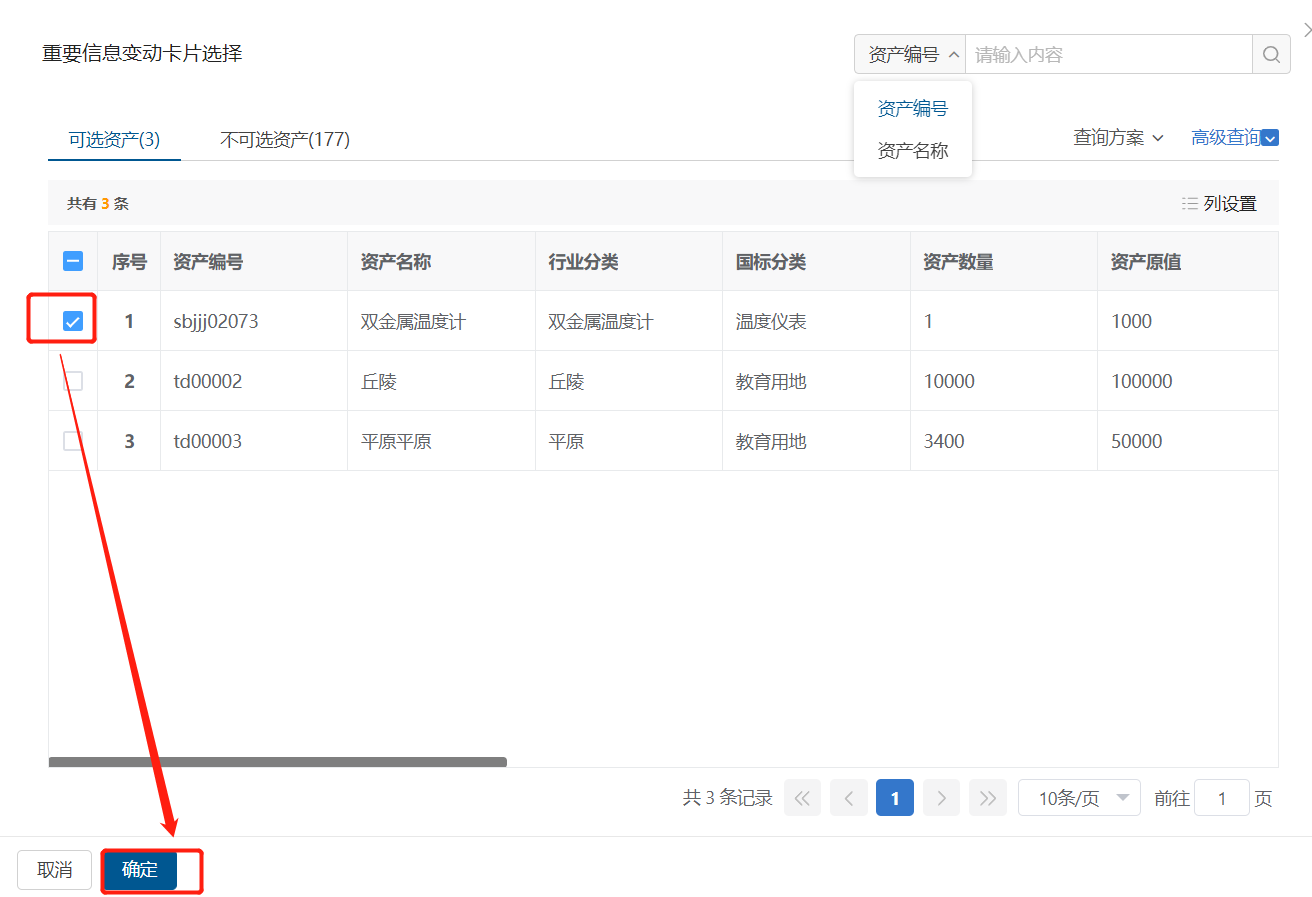 重要信息变动卡片选择
资产编号 请输入内容
资产编号
资产名称
可选资产(3) 不可选资产(177) 查询方案 高级查询
共有 3 条 列设置
序号 资产编号 资产名称 行业分类 国标分类 资产数量 资产原值
1 sbjjj02073 双金属温度计 双金属温度计 温度仪表 1 1000
2 td00002 丘陵 丘陵 教育用地 10000 100000
3 td00003 平原平原 平原 教育用地 3400 50000
共 3 条记录 1 10条/页 前往 1 页
取消 确定